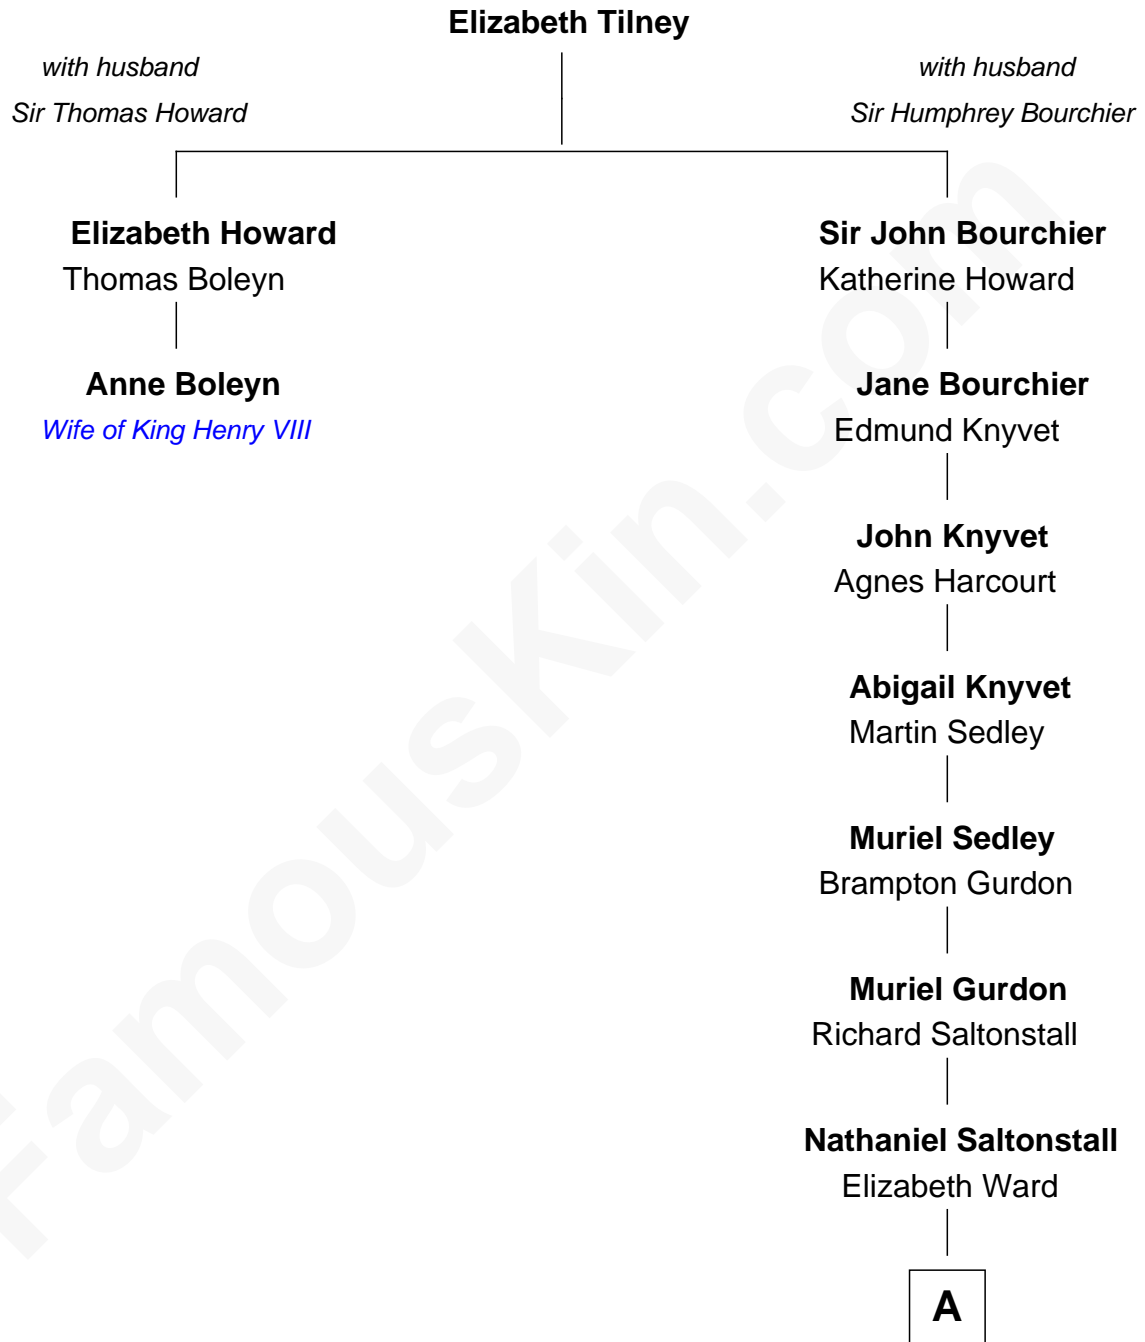 Elizabeth Tilney
with husband
Sir Thomas Howard
with husband
Sir Humphrey Bourchier
Elizabeth Howard
Thomas Boleyn
Anne Boleyn
Wife of King Henry VIII
Sir John Bourchier
Katherine Howard
Jane Bourchier
Edmund Knyvet
John Knyvet
Agnes Harcourt
Abigail Knyvet
Martin Sedley
Muriel Sedley
Brampton Gurdon
Muriel Gurdon
Richard Saltonstall
Nathaniel Saltonstall
Elizabeth Ward
A
FamousKin.com